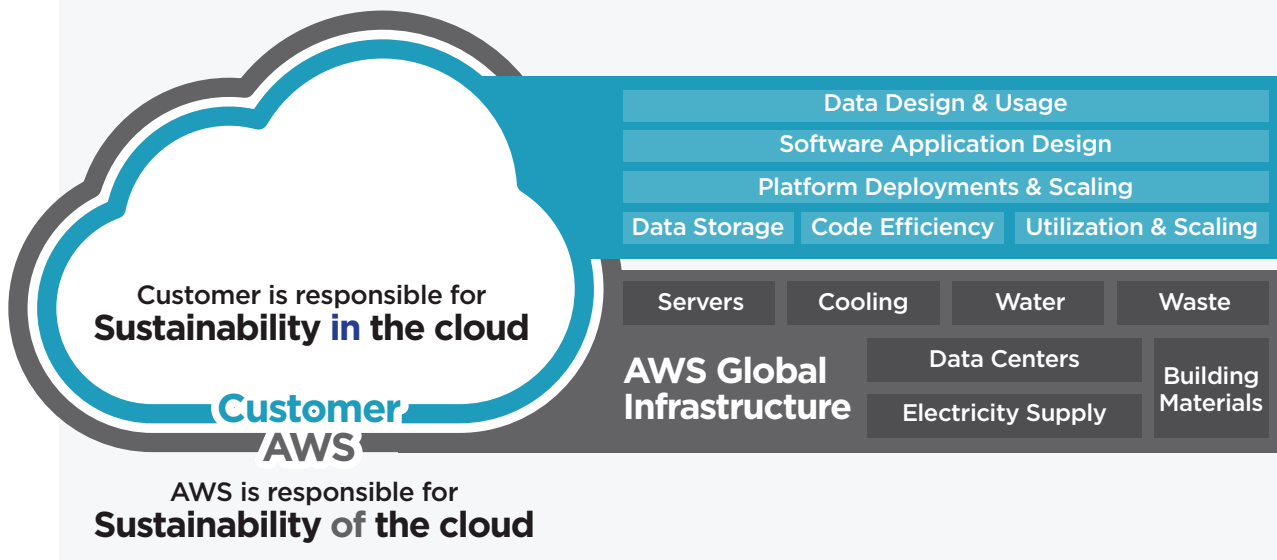 Data Design & Usage
Software Application Design
Platform Deployments & Scaling
Data Storage
Code Efficiency
Utilization & Scaling
Customer is responsible for
Sustainability in the cloud
Customer
AWS
AWS is responsible for
Sustainability of the cloud
Servers
Cooling
Water
Waste
AWS Global
Infrastructure
Data Centers
Electricity Supply
Building
Materials